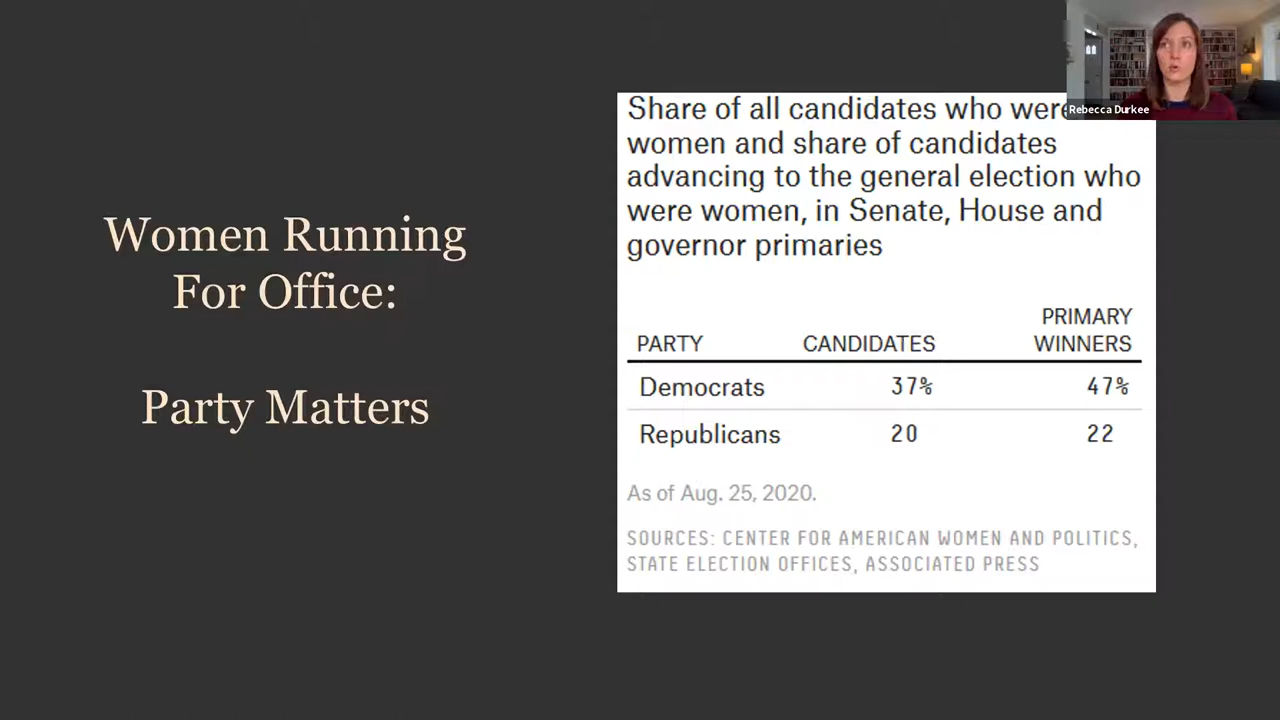 Women Running
For Office:
Party Matters
Rebecca Durkee
Share of all candidates who were
women and share of candidates
advancing to the general election who
were women, in Senate, House and
governor primaries
PARTY CANDIDATES PRIMARY WINNERS
Democrats 37% 47%
Republicans 20 22
As of Aug. 25, 2020.
SOURCES: CENTER FOR AMERICAN WOMEN AND POLITICS,
STATE ELECTION OFFICES, ASSOCIATED PRESS